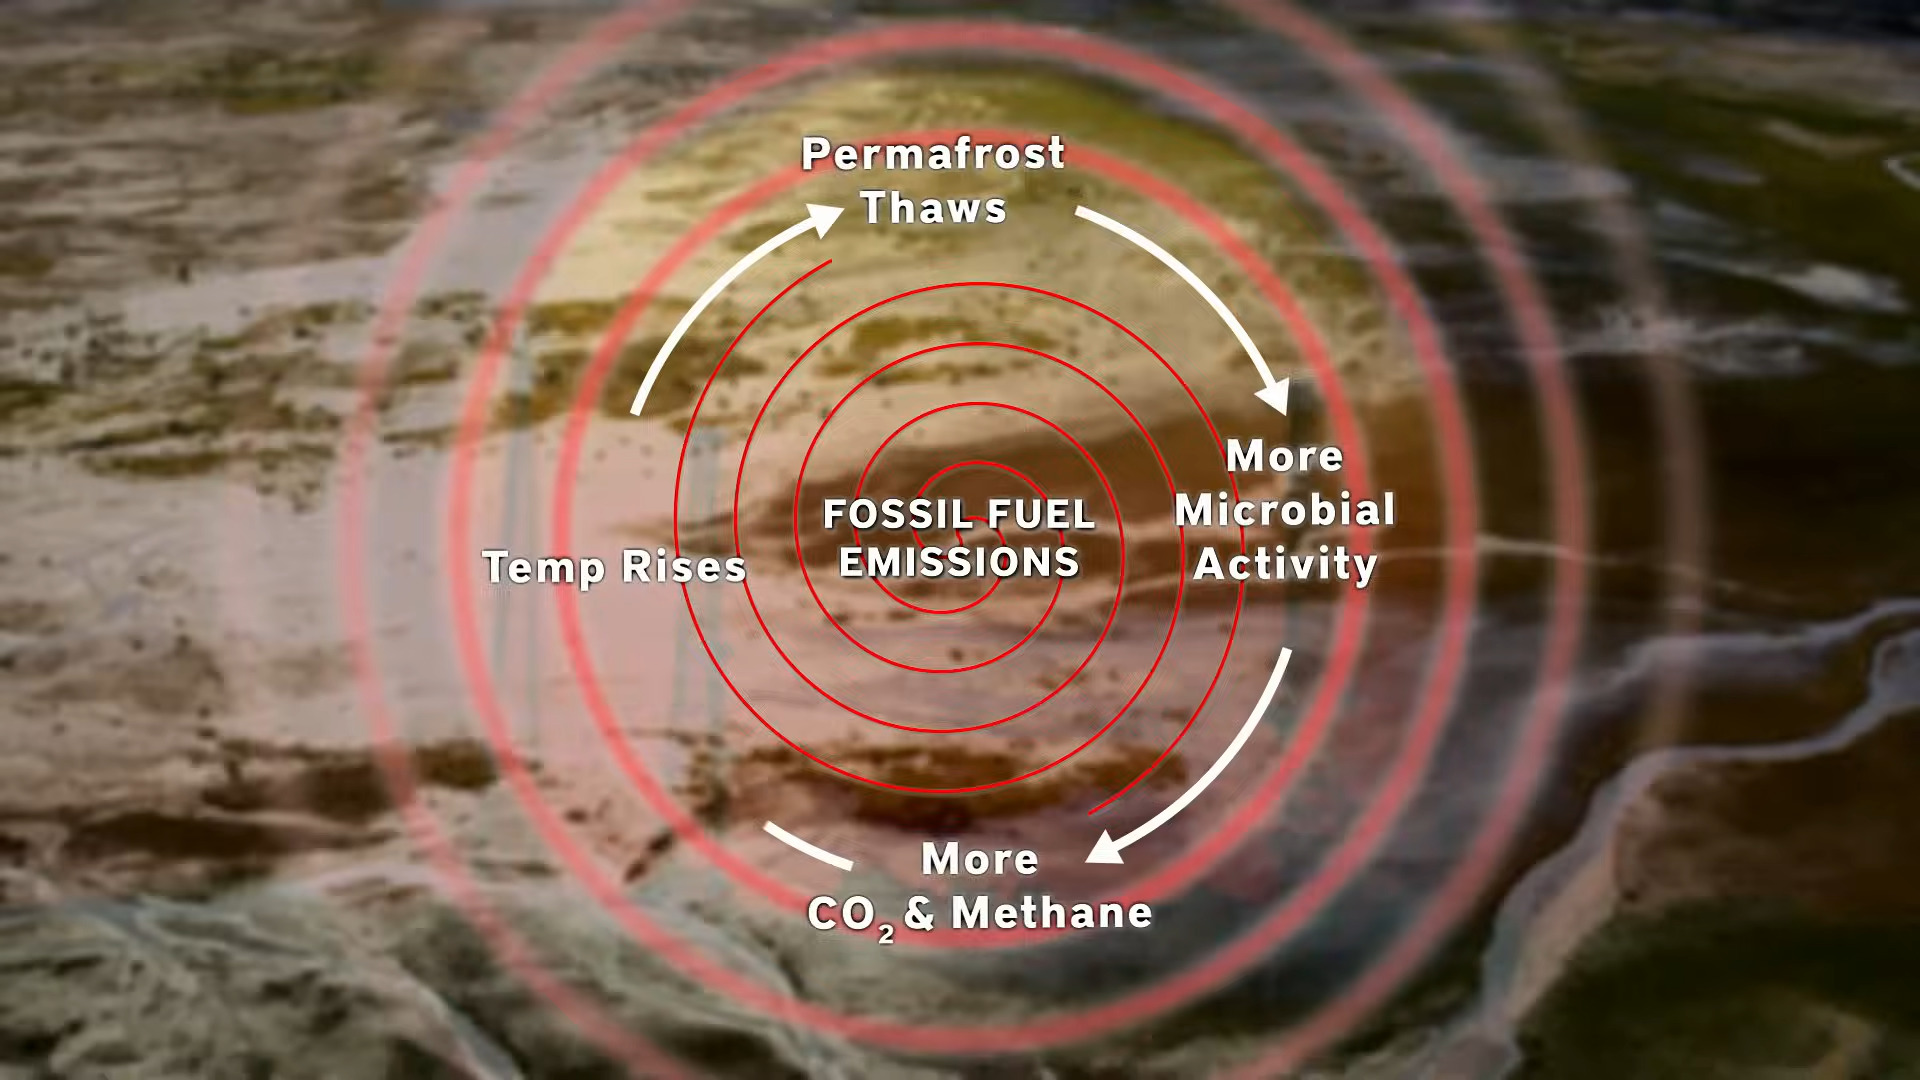 Permafrost
Thaws
More
Microbial
Activity
More
CO₂ & Methane
Temp Rises
FOSSIL FUEL
EMISSIONS